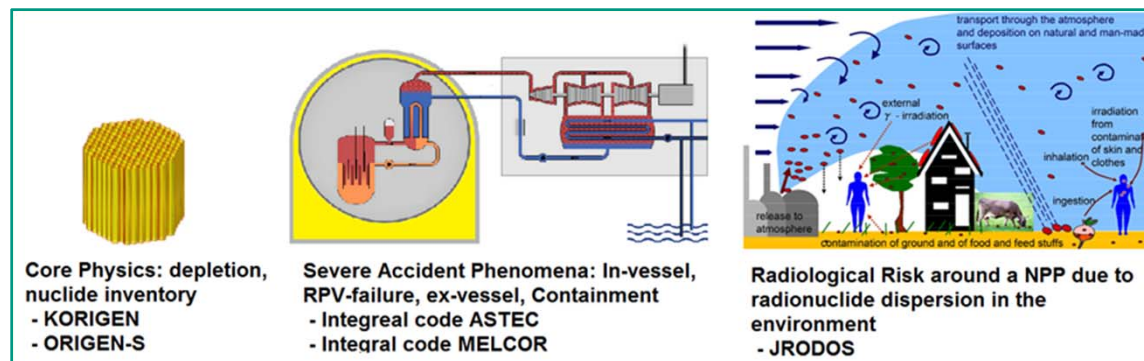 Core Physics: depletion,
nuclide inventory
- KORIGEN
- ORIGEN-S
Severe Accident Phenomena: In-vessel,
RPV-failure, ex-vessel, Containment
- Integreal code ASTEC
- Integral code MELCOR
transport through the atmosphere
and deposition on natural and man-mad
surfaces
external
γ - irradiation
irradiation
from
contaminat
of skin and
clothes
inhalation
ingestion
release to
atmosphere
contamination of ground and of food and feed stuffs
Radiological Risk around a NPP due to
radionuclide dispersion in the
environment
- JRODOS